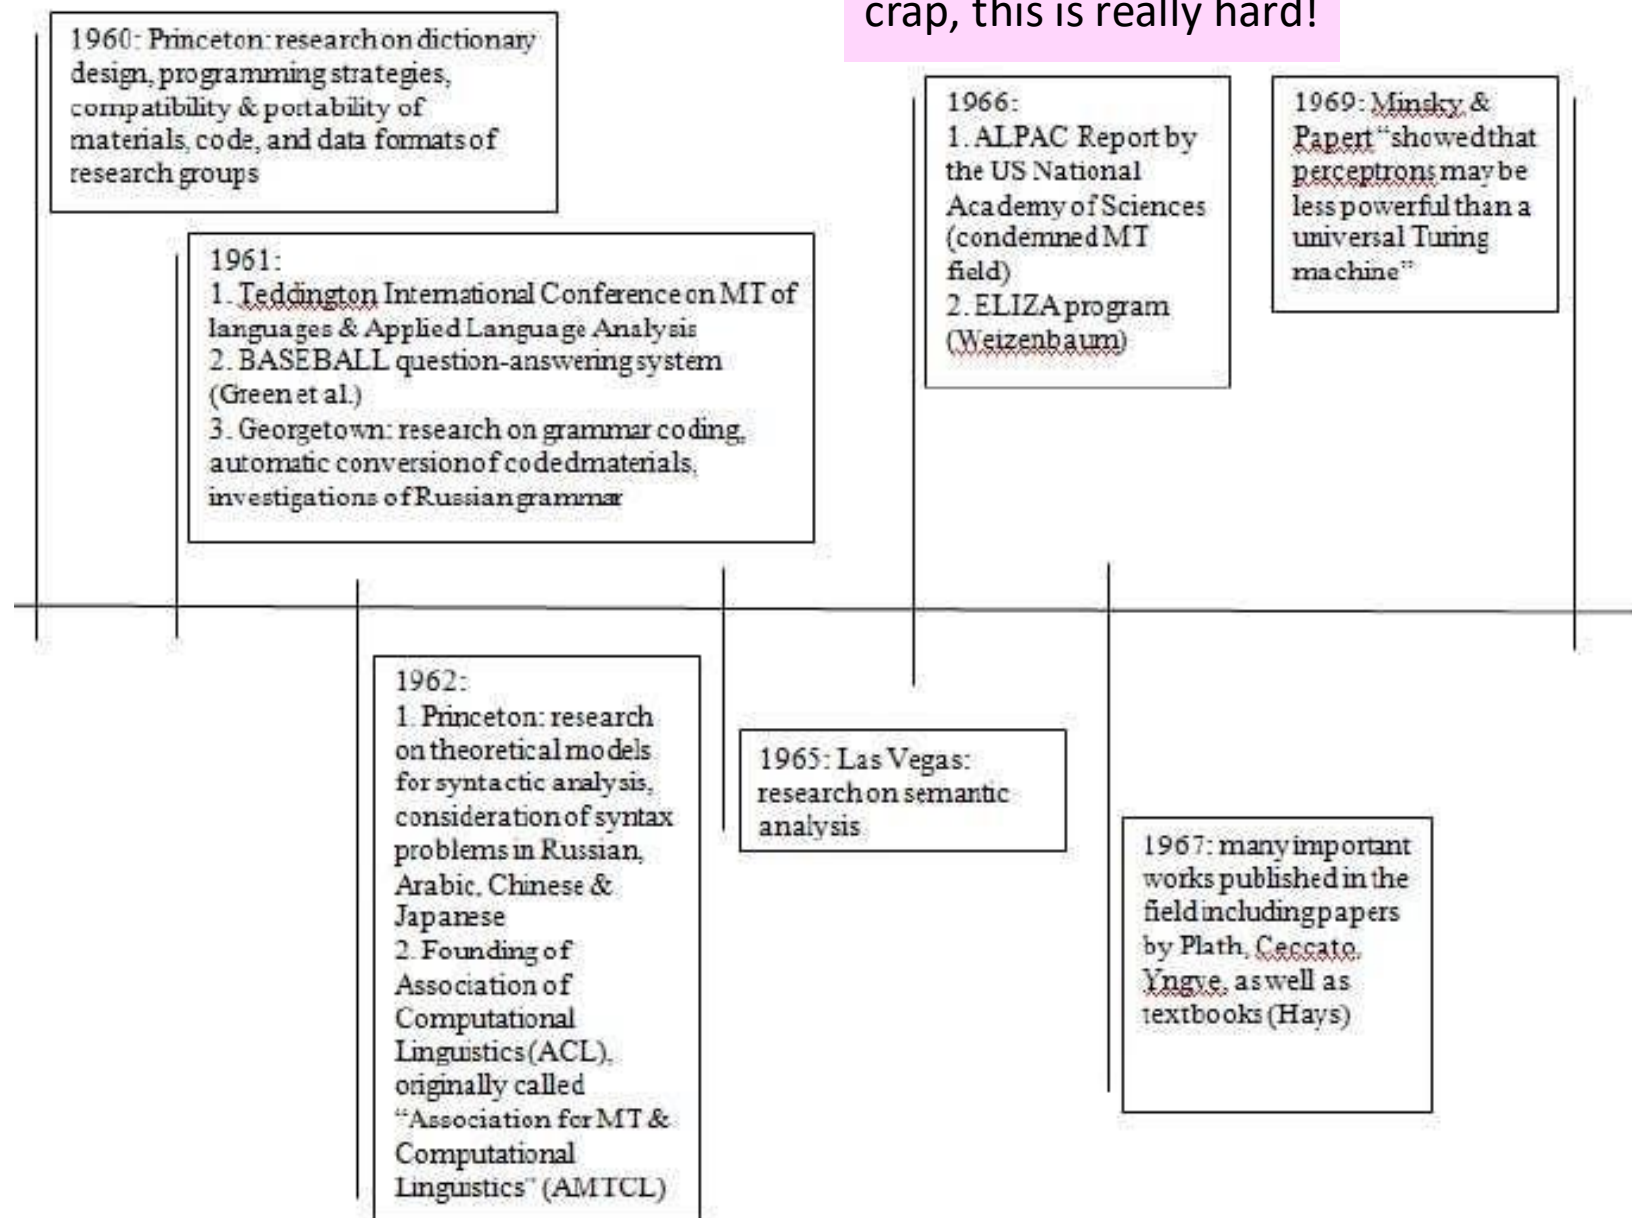 crap, this is really hard!
1960: Princeton: research on dictionary
design, programming strategies,
compatibility & portability of
materials, code, and data formats of
research groups
1961:
1. Teddington International Conference on MT of
languages & Applied Language Analysis
2. BASEBALL question-answering system
(Green et al.)
3. Georgetown: research on grammar coding,
automatic conversion of coded materials,
investigations of Russian grammar
1966:
1. ALPAC Report by
the US National
Academy of Sciences
(condemned MT
field)
2. ELIZA program
(Weizenbaum)
1969: Minsky &
Papert “showed that
perceptrons may be
less powerful than a
universal Turing
machine”
1962:
1. Princeton: research
on theoretical models
for syntactic analysis,
consideration of syntax
problems in Russian,
Arabic, Chinese &
Japanese
2. Founding of
Association of
Computational
Linguistics (ACL),
originally called
“Association for MT &
Computational
Linguistics” (AMTCL)
1965: Las Vegas:
research on semantic
analysis
1967: many important
works published in the
field including papers
by Plath, Ceccato,
Yngve, as well as
textbooks (Hays)